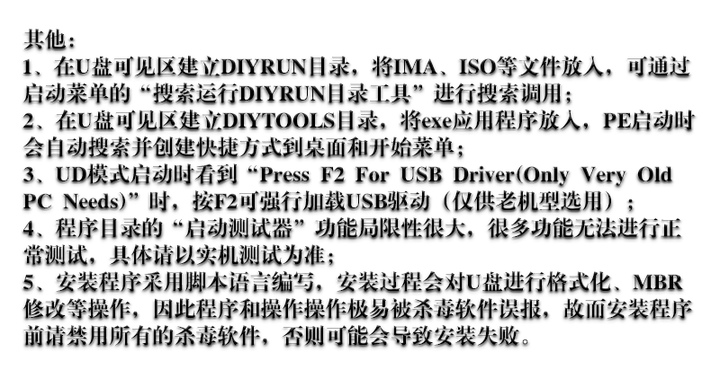 其他：
1、在U盘可见区建立DIYRUN目录，将IMA、ISO等文件放入，可通过
启动菜单的“搜索运行DIYRUN目录工具”进行搜索调用；
2、在U盘可见区建立DIYTOOLS目录，将exe应用程序放入，PE启动时
会自动搜索并创建快捷方式到桌面和开始菜单；
3、UD模式启动时看到“Press F2 For USB Driver(Only Very Old
PC Needs)”时，按F2可强行加载USB驱动（仅供老机型选用）；
4、程序目录的“启动测试器”功能局限性很大，很多功能无法进行正
常测试，具体请以实机测试为准；
5、安装程序采用脚本语言编写，安装过程会对U盘进行格式化、MBR
修改等操作，因此程序和操作操作极易被杀毒软件误报，故而安装程序
前请禁用所有的杀毒软件，否则可能会导致安装失败。